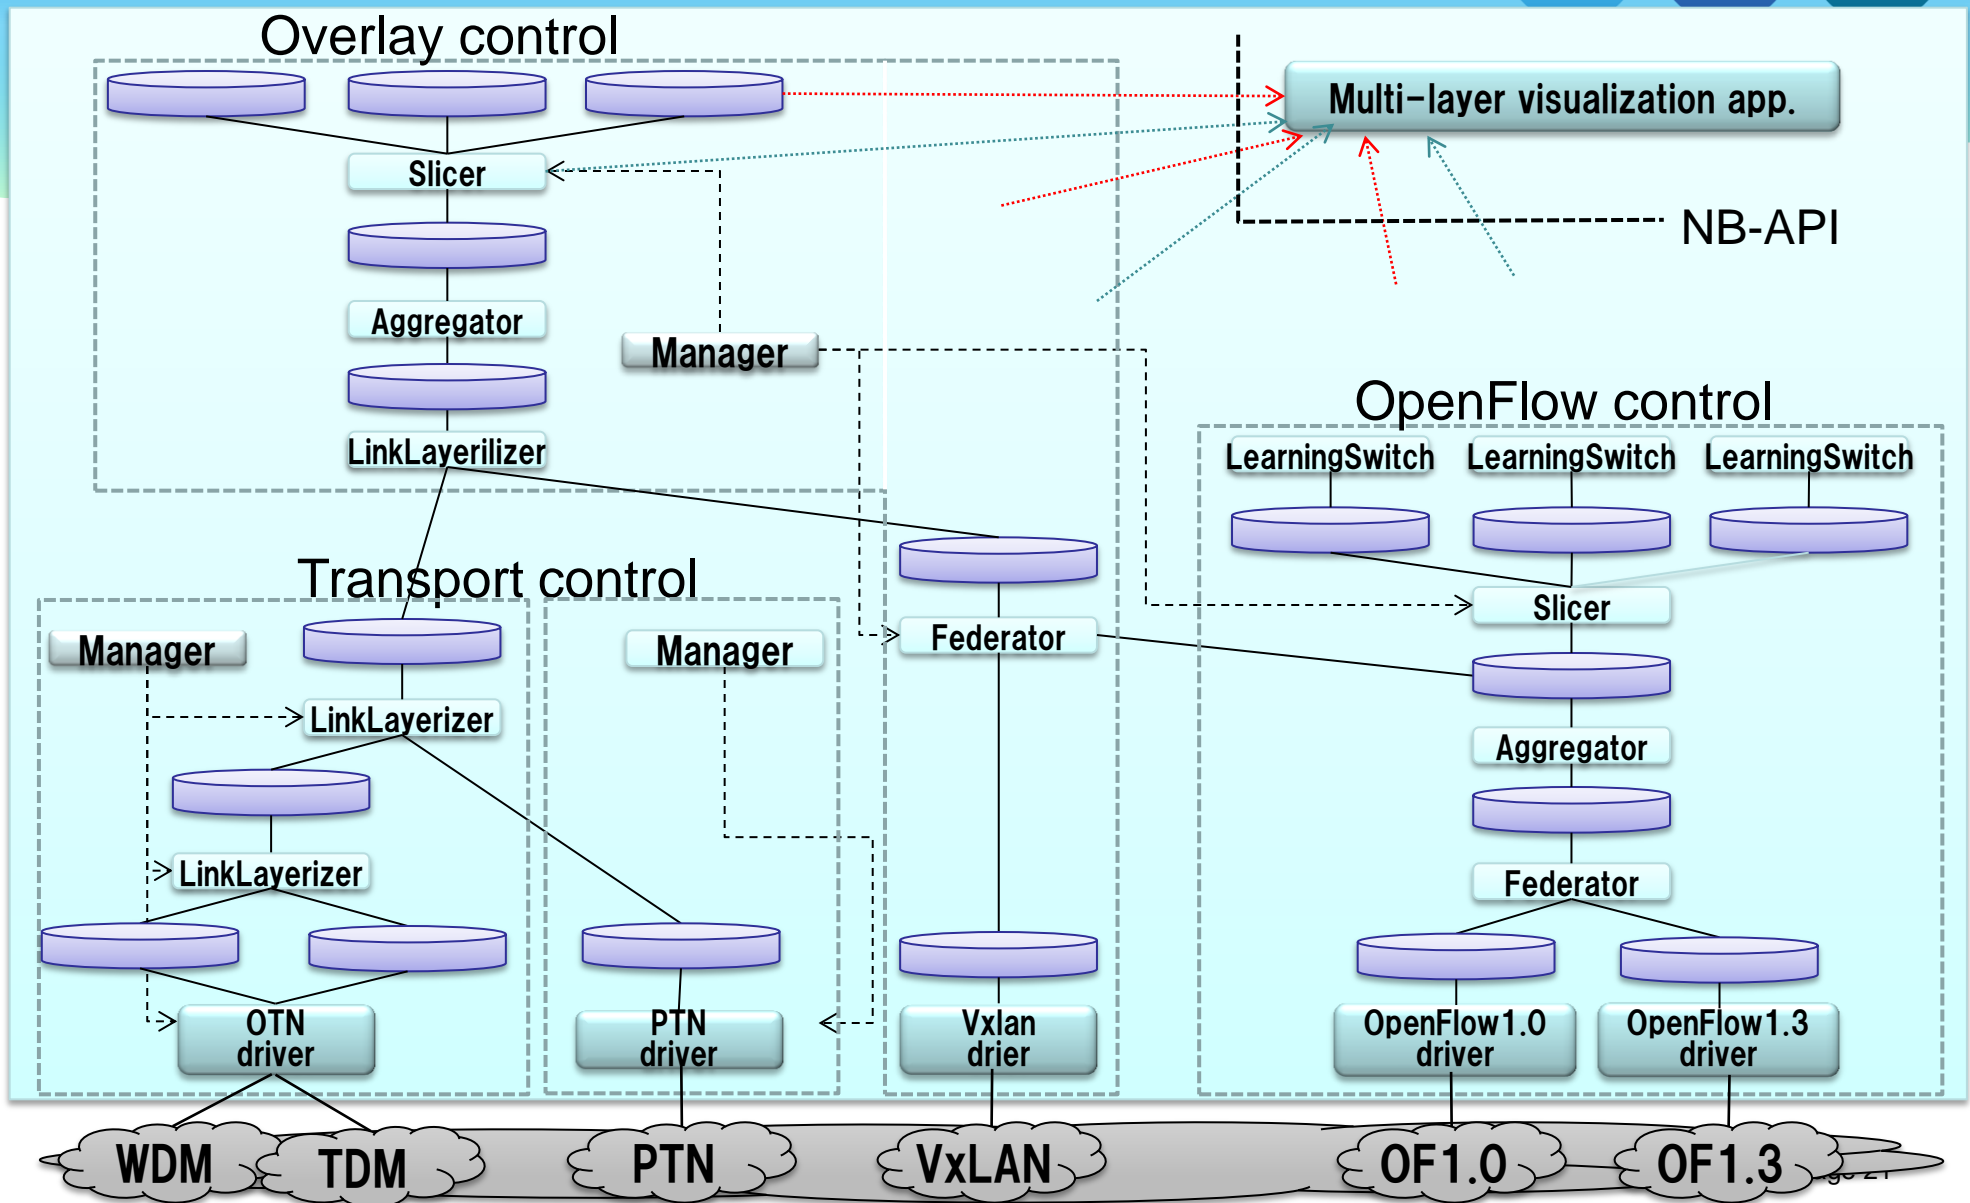 Overlay control
Multi-layer visualization app.
Slicer
NB-API
Aggregator
Manager
OpenFlow control
LinkLayerilizer
LearningSwitch
LearningSwitch
LearningSwitch
Transport control
Slicer
Manager
Manager
Federator
LinkLayerizer
Aggregator
LinkLayerizer
Federator
OTN
driver
PTN
driver
Vxlan
drier
OpenFlow1.0
driver
OpenFlow1.3
driver
WDM
TDM
PTN
VxLAN
OF1.0
OF1.3